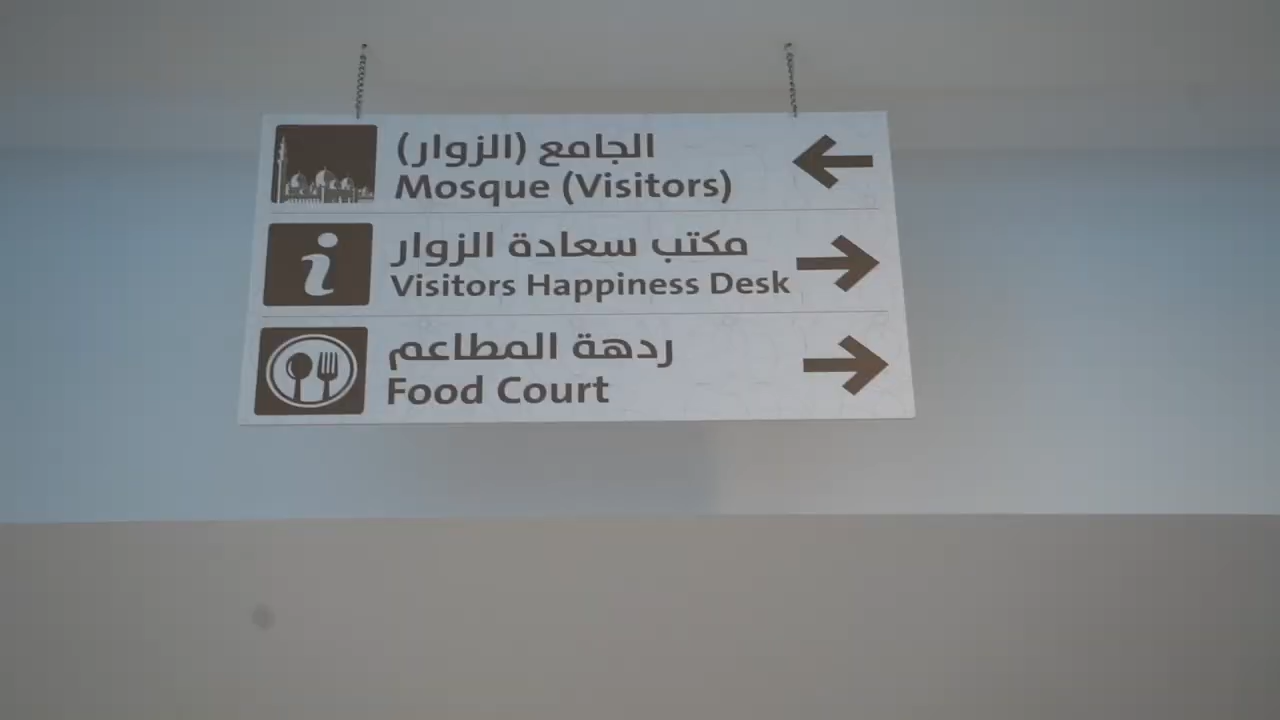 الجامع (الزوار)
Mosque (Visitors)
مكتب سعادة الزوار
Visitors Happiness Desk
ردهة المطاعم
Food Court